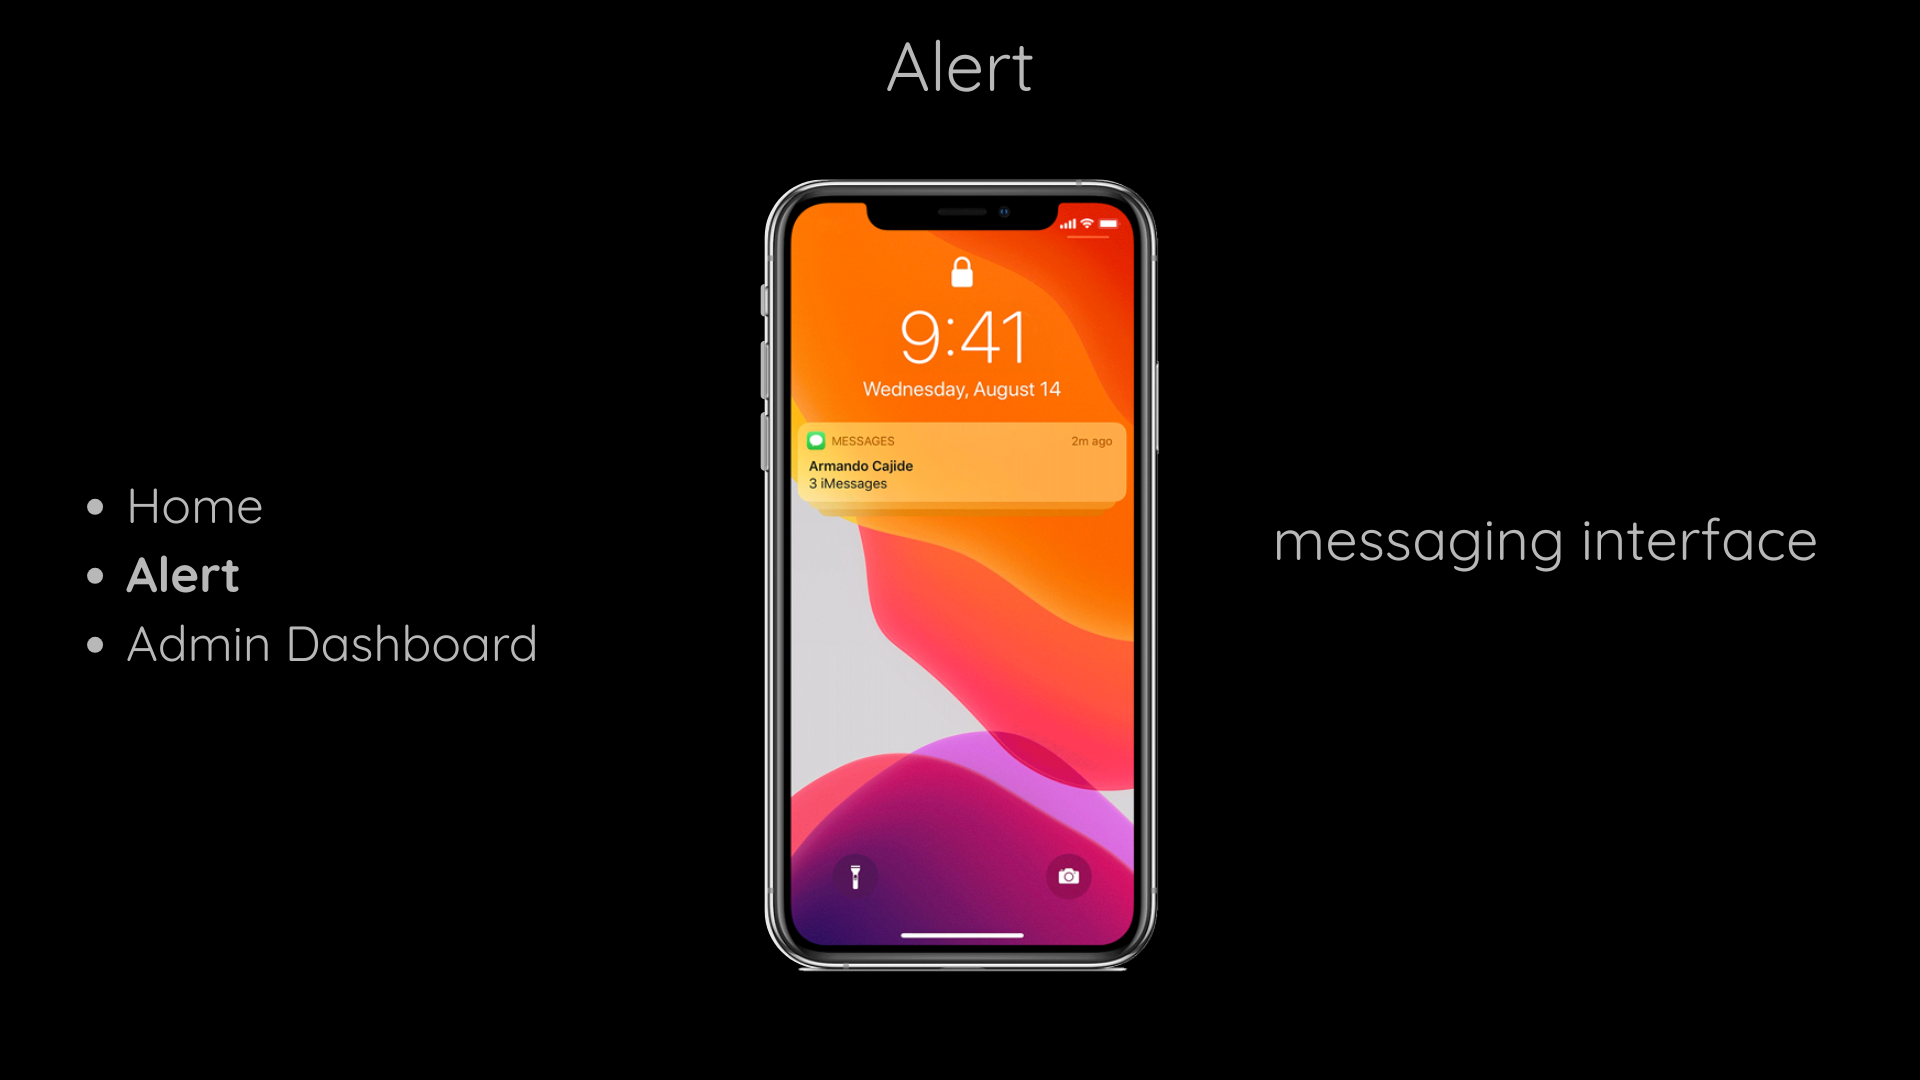 Alert
Home
Alert
Admin Dashboard
9:41
Wednesday, August 14
MESSAGES 2m ago
Armando Cajide
3 iMessages
messaging interface